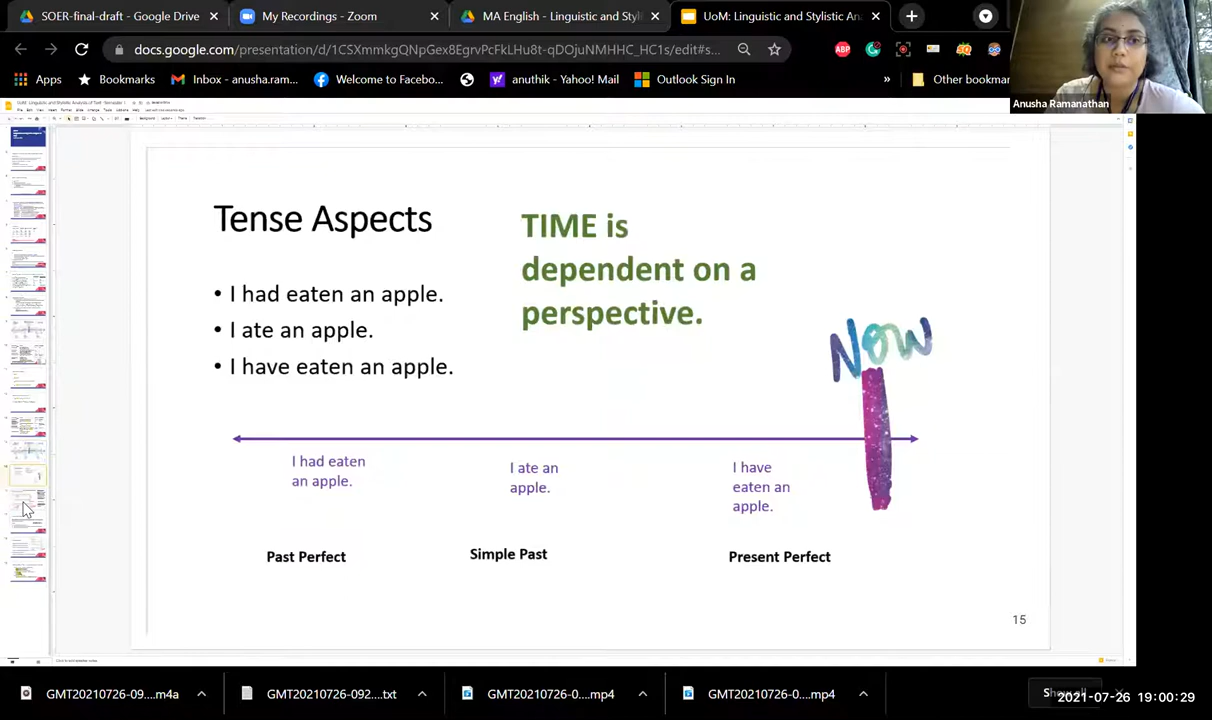 SOER-final-draft - Google Drive
My Recordings - Zoom
MA English - Linguistic and Styli
UoM: Linguistic and Stylistic An
docs.google.com/presentation/d/1CSXmmkgQNpGex8EgrvPcFkLHu8t-qDOjuNMHHC_HC1s/edit#s...
ABP
Apps
Bookmarks
Inbox - anusha.ram...
Welcome to Facebo...
anuthik - Yahoo! Mail
Outlook Sign In
»
Other bookmar
Anusha Ramanathan
Tense Aspects
TIME is
dependent on a
perspective.
• I had eaten an apple.
• I ate an apple.
• I have eaten an apple.
Now
I had eaten
an apple.
I ate an
apple.
I have
eaten an
apple.
Past Perfect
Simple Past
Present Perfect
15
GMT20210726-09....m4a
GMT20210726-092....txt
GMT20210726-0....mp4
GMT20210726-0....mp4
2021-07-26 19:00:29